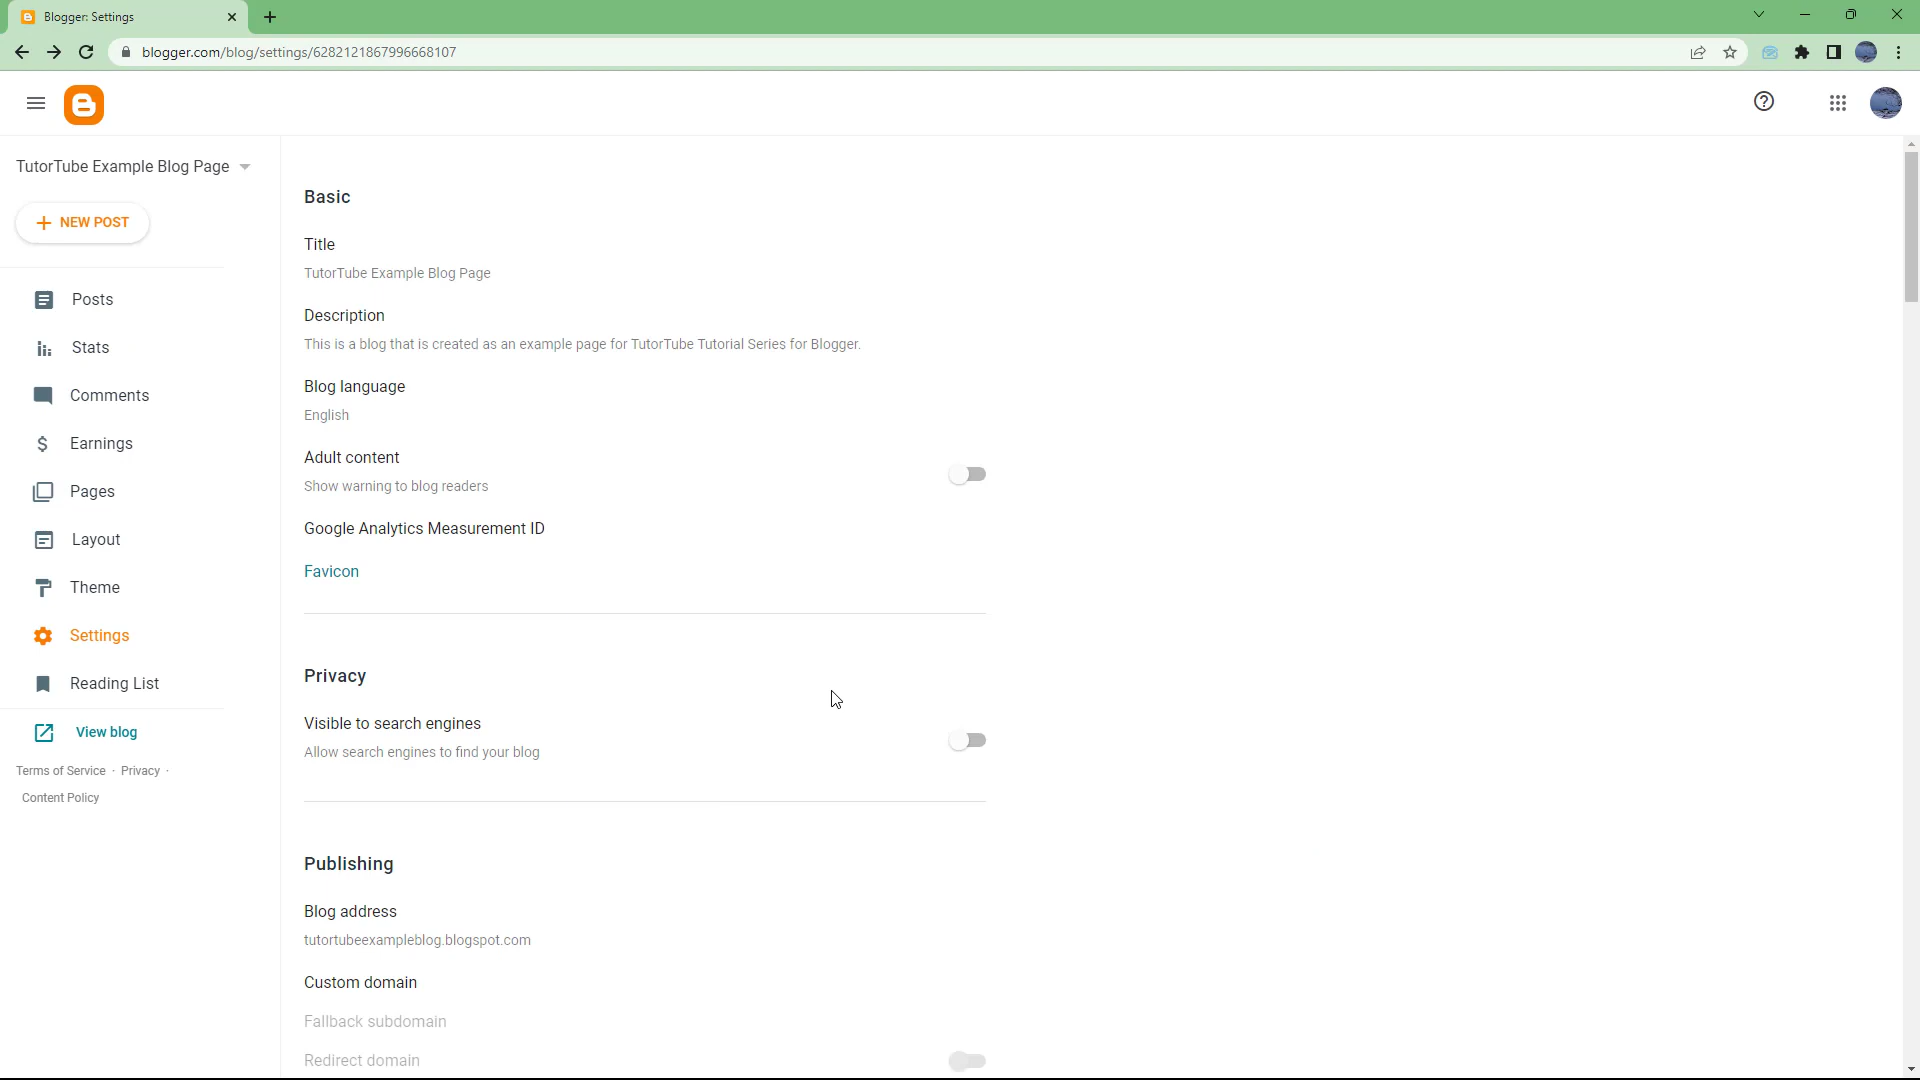 Blogger: Settings
blogger.com/blog/settings/6282121867996668107
TutorTube Example Blog Page
NEW POST
Posts
Stats
Comments
Earnings
Pages
Layout
Theme
Settings
Reading List
View blog
Terms of Service · Privacy ·
Content Policy
Basic
Title
TutorTube Example Blog Page
Description
This is a blog that is created as an example page for TutorTube Tutorial Series for Blogger.
Blog language
English
Adult content
Show warning to blog readers
Google Analytics Measurement ID
Favicon
Privacy
Visible to search engines
Allow search engines to find your blog
Publishing
Blog address
tutortubeexampleblog.blogspot.com
Custom domain
Fallback subdomain
Redirect domain